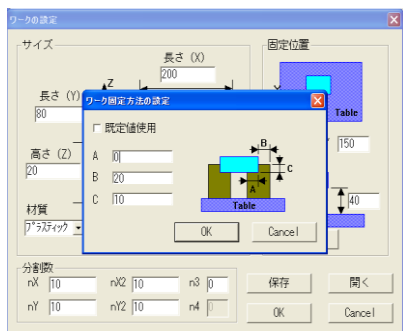 ワークの設定
サイズ
長さ (X)
200
Z
長さ (Y)
80
高さ (Z)
20
材質
プラスティック
固定位置
Table
150
40
ワーク固定方法の設定
既定値使用
A 0
B 20
C 10
B
C
A
Table
OK Cancel
分割数
nX 10 nX2 10 n3 0
nY 10 nY2 10 n4 0
保存 開く
OK Cancel